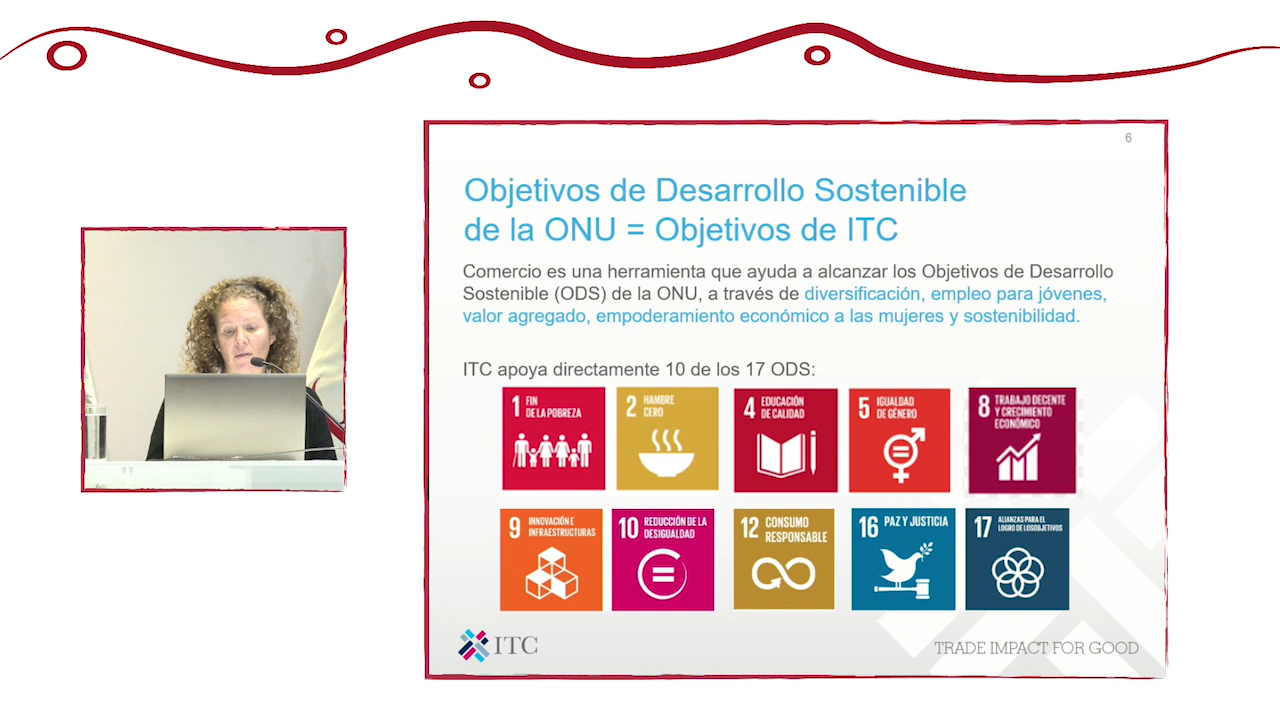 6
Objetivos de Desarrollo Sostenible
de la ONU = Objetivos de ITC
Comercio es una herramienta que ayuda a alcanzar los Objetivos de Desarrollo
Sostenible (ODS) de la ONU, a través de diversificación, empleo para jóvenes,
valor agregado, empoderamiento económico a las mujeres y sostenibilidad.
ITC apoya directamente 10 de los 17 ODS:
1 FIN
DE LA POBREZA
2 HAMBRE
CERO
4 EDUCACIÓN
DE CALIDAD
5 IGUALDAD
DE GÉNERO
8 TRABAJO DECENTE
Y CRECIMIENTO
ECONÓMICO
9 INNOVACIÓN E
INFRAESTRUCTURAS
10 REDUCCIÓN DE LA
DESIGUALDAD
12 CONSUMO
RESPONSABLE
16 PAZ Y JUSTICIA
17 ALIANZAS PARA EL
LOGRO DE LOSOBJETIVOS
ITC
TRADE IMPACT FOR GOOD